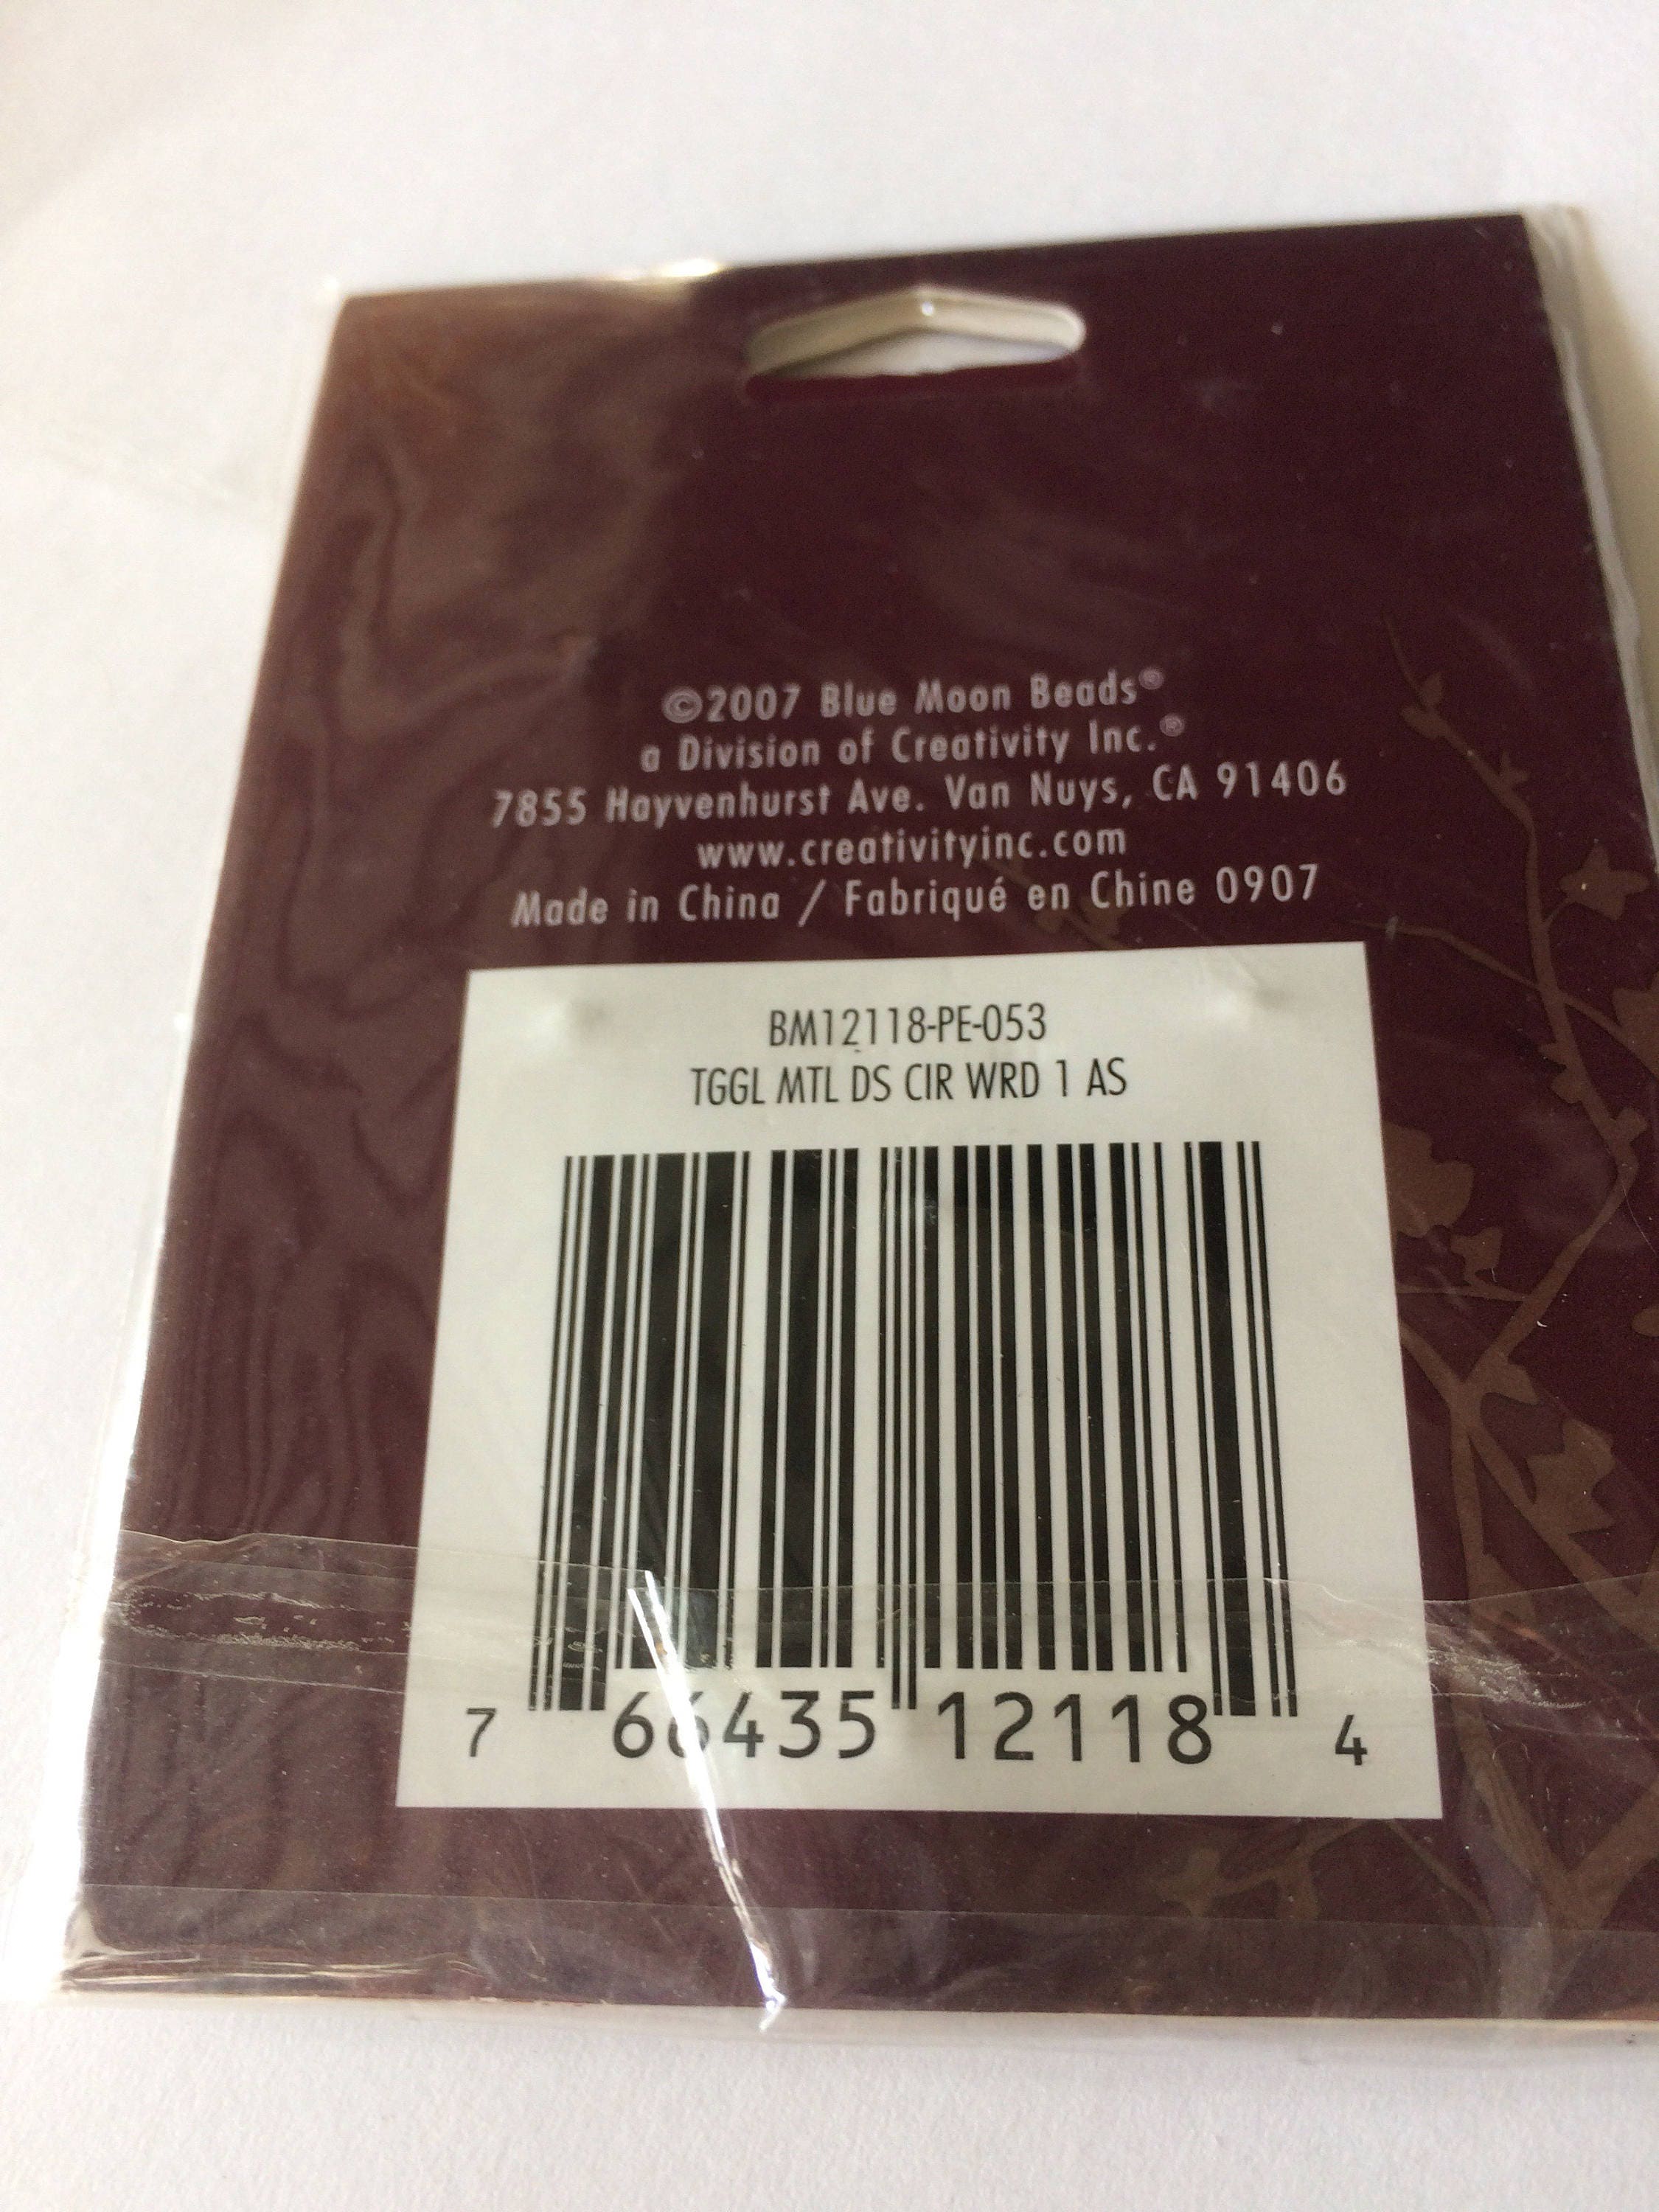 ©2007 Blue Moon Beads®
a Division of Creativity Inc.®
7855 Hayvenhurst Ave. Van Nuys, CA 91406
www.creativityinc.com
Made in China / Fabriqué en Chine 0907
BM12118-PE-053
TGGL MTL DS CIR WRD 1 AS
7 66435 12118 4